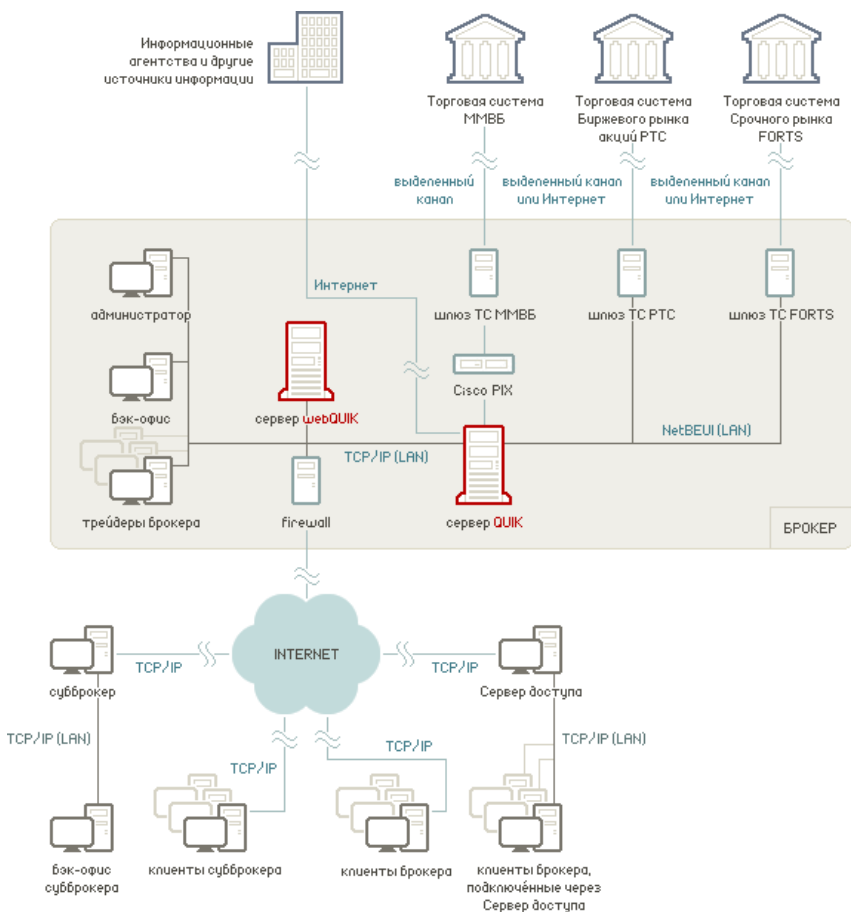 Информационные
агентства и другие
источники информации
Торговая система
ММВБ
Торговая система
Биржевого рынка
акций РТС
Торговая система
Срочного рынка
FORTS
выделенный
канал
выделенный канал
или Интернет
выделенный канал
или Интернет
Интернет
администратор
шлюз ТС ММВБ
шлюз ТС РТС
шлюз ТС FORTS
Cisco PIX
бэк-офис
сервер webQUIK
NetBEUI (LAN)
TCP/IP (LAN)
трейдеры брокера
firewall
сервер QUIK
БРОКЕР
INTERNET
TCP/IP
TCP/IP
субброкер
Сервер доступа
TCP/IP (LAN)
TCP/IP (LAN)
TCP/IP
TCP/IP
бэк-офис
субброкера
клиенты субброкера
клиенты брокера
клиенты брокера,
подключённые через
Сервер доступа